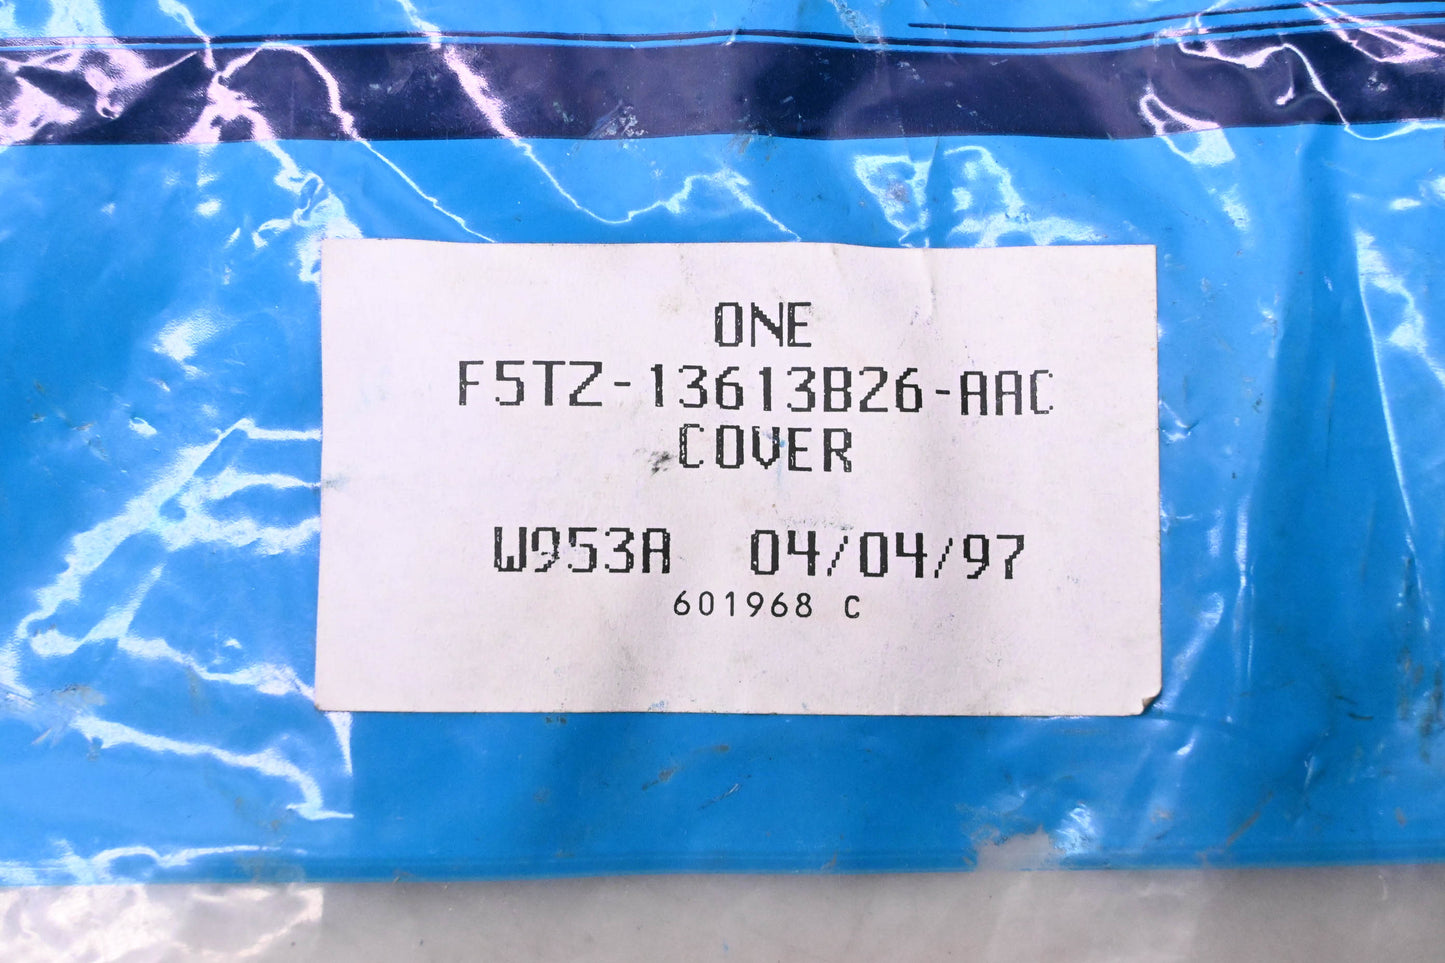 ONE
F5TZ-13613B26-AAC
COVER
W953A 04/04/97
601968 C